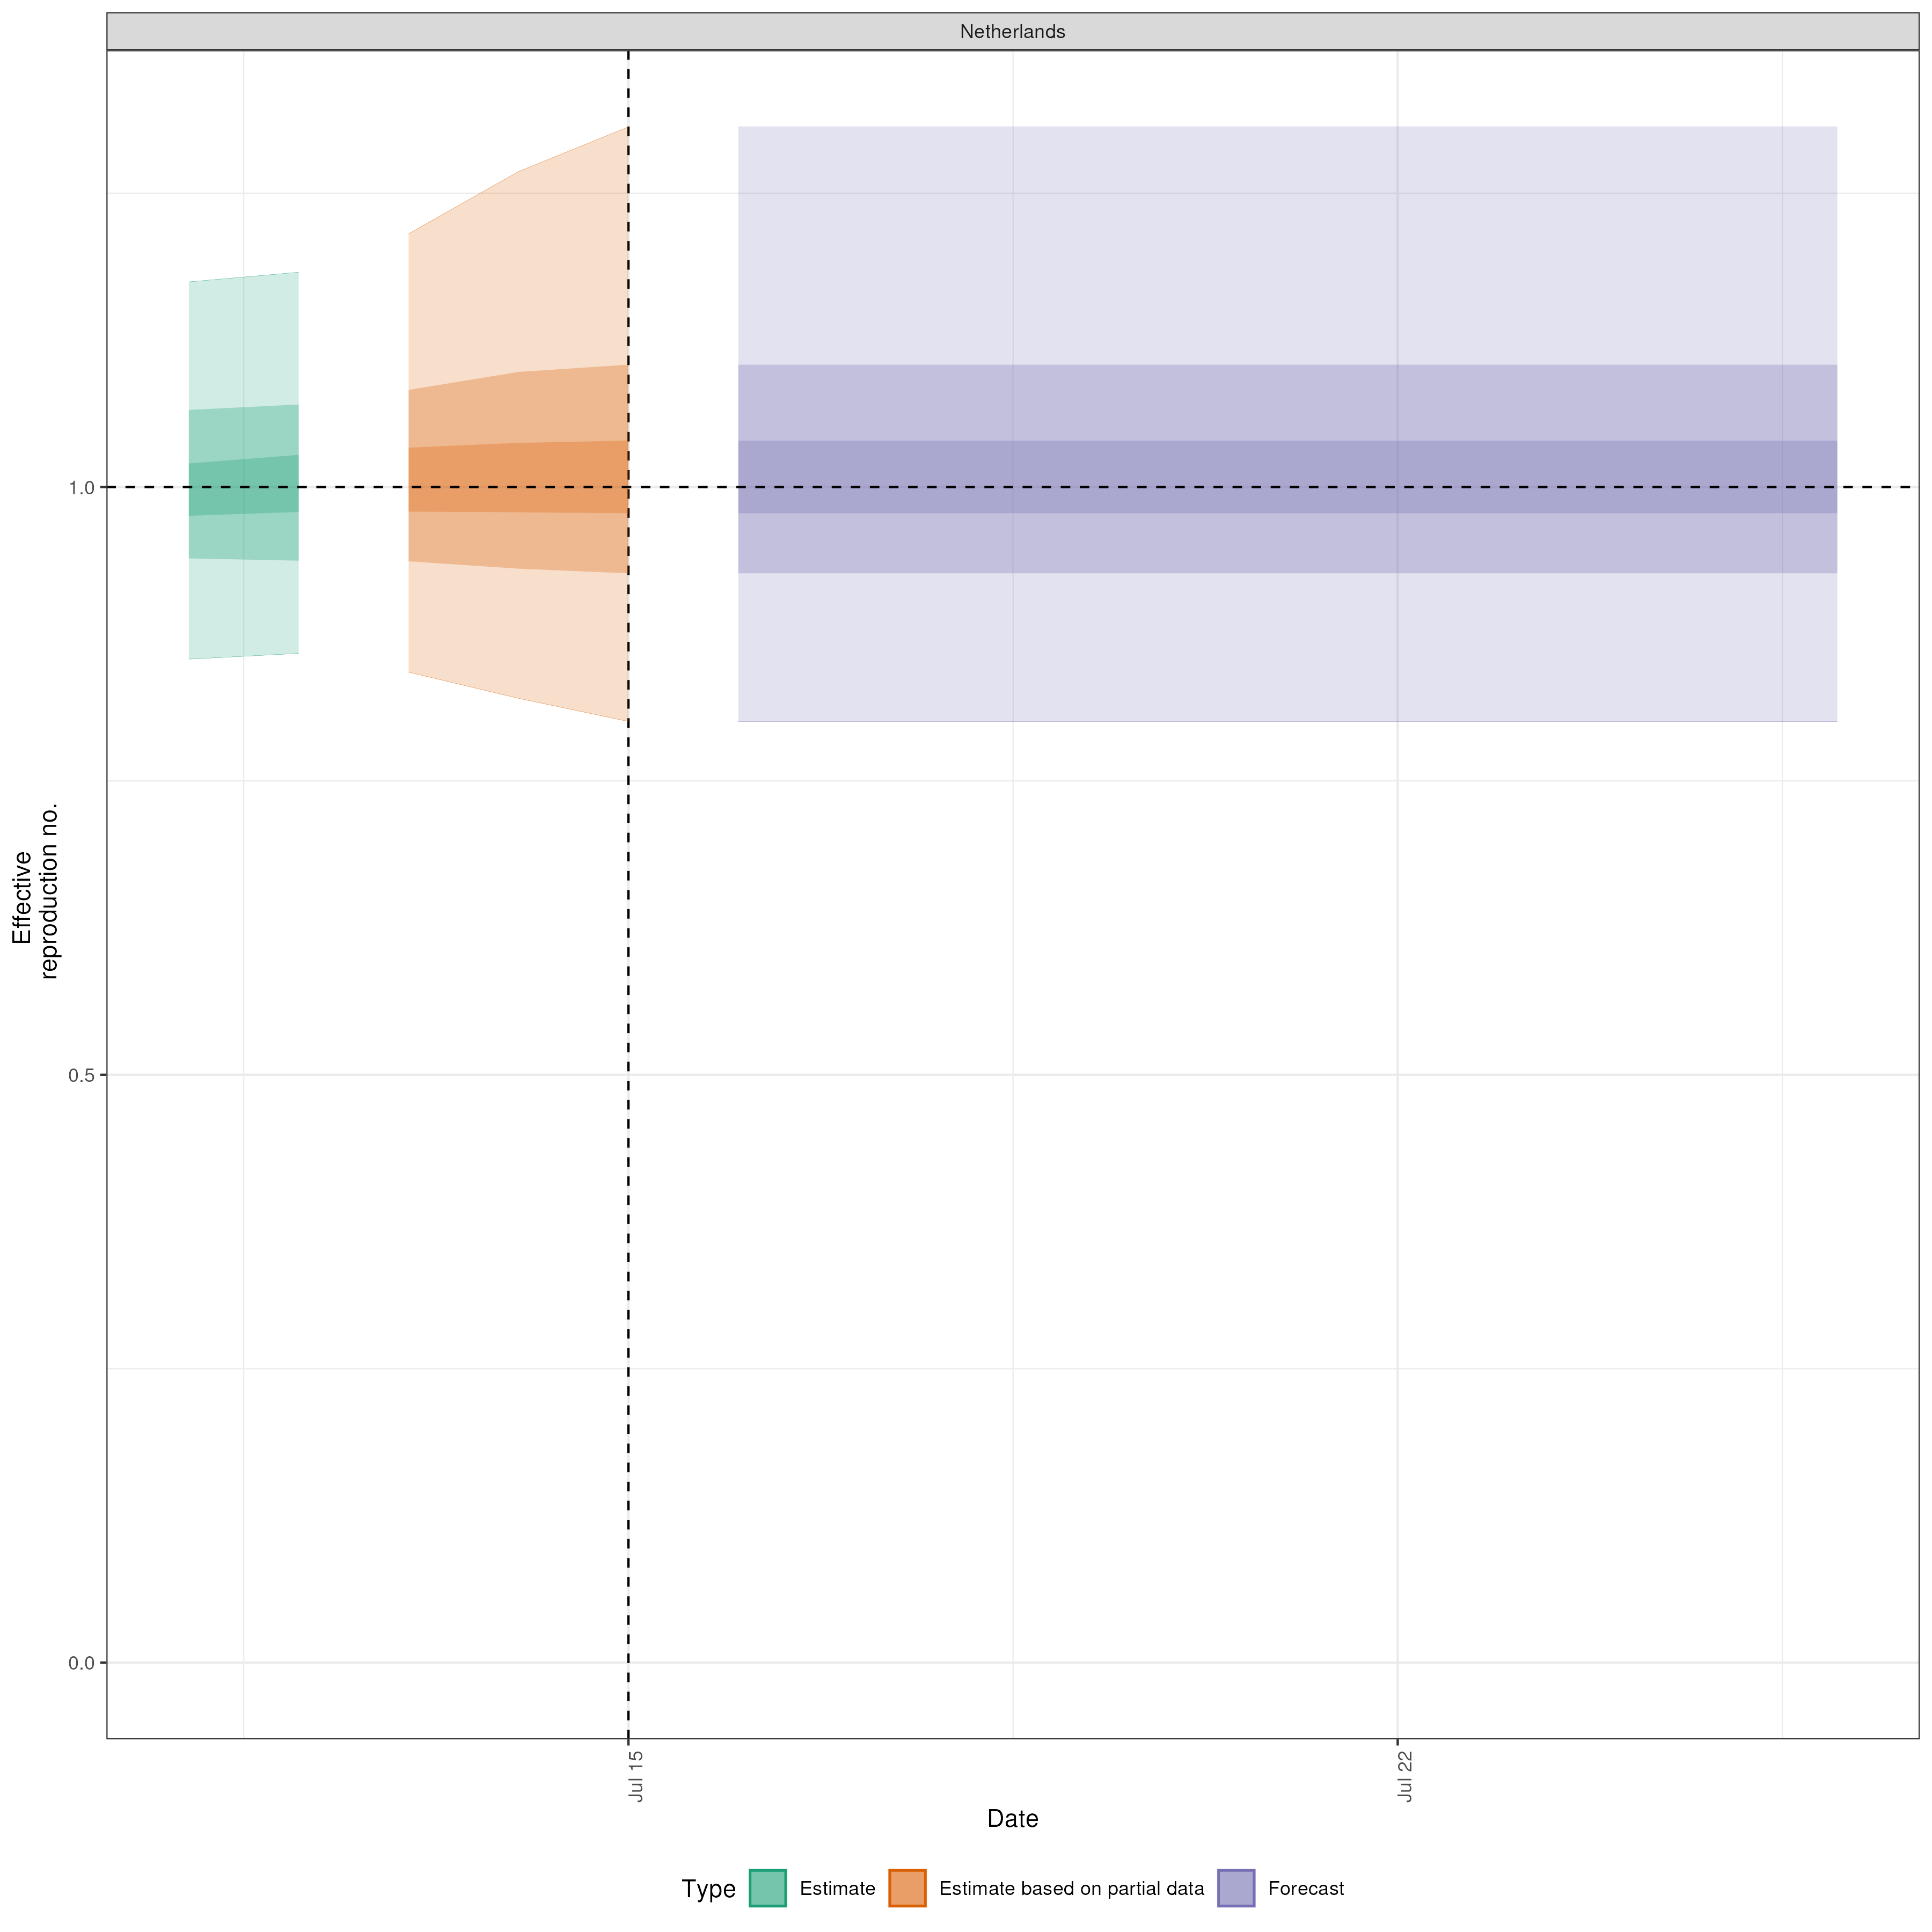 Netherlands
1.0
0.5
0.0
Effective
reproduction no.
Jul 15
Jul 22
Date
Type
Estimate
Estimate based on partial data
Forecast